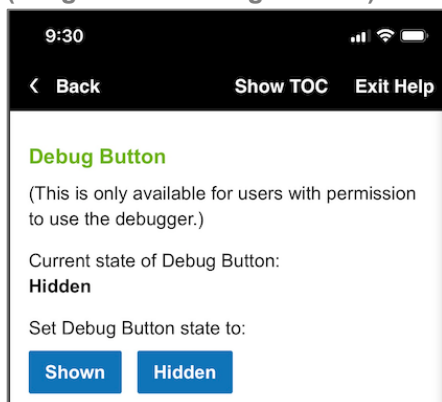 9:30
Back Show TOC Exit Help
Debug Button
(This is only available for users with permission
to use the debugger.)
Current state of Debug Button:
Hidden
Set Debug Button state to:
Shown Hidden